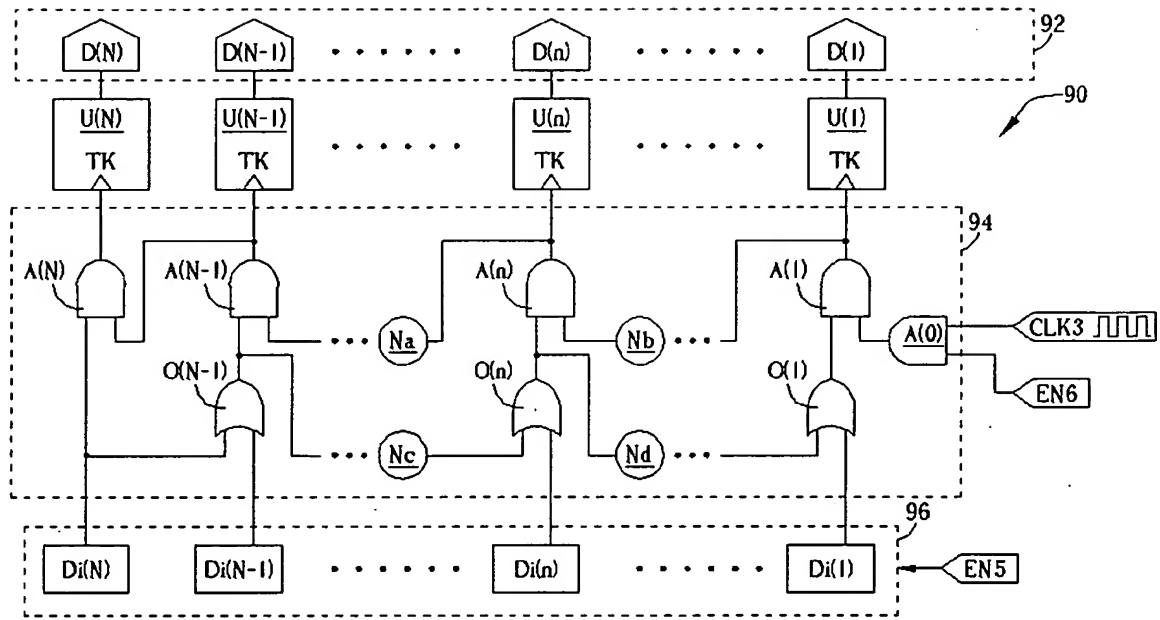 D(N) D(N-1) D(n) D(1) 92
90
U(N) U(N-1) U(n) U(1)
TK TK TK TK
94
A(N) A(N-1) A(n) A(1)
Na Nb A(0) CLK3
O(N-1) O(n) O(1) EN6
Nc Nd
96
Di(N) Di(N-1) Di(n) Di(1) EN5